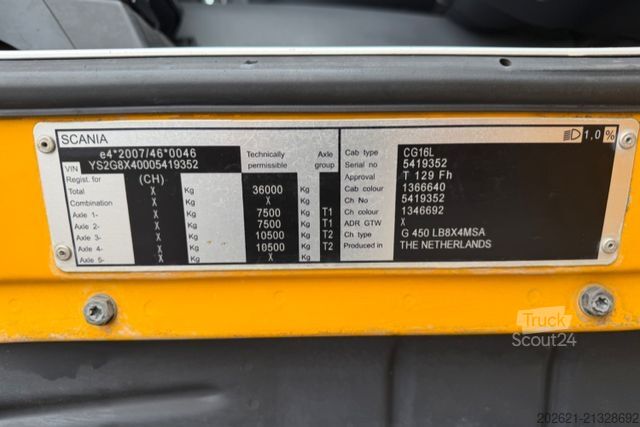 SCANIA
e4*2007/46*0046
VIN YS2G8X40005419352
Regist. for (CH) Technically permissible Axle group
Total X Kg 36000 Kg
Combination X Kg X Kg
Axle 1- X Kg 7500 Kg T1
Axle 2- X Kg 7500 Kg T1
Axle 3- X Kg 10500 Kg T2
Axle 4- X Kg 10500 Kg T2
Axle 5- X Kg X Kg
1,0 %
Cab type CG16L
Serial no 5419352
Approval T 129 Fh
Cab colour 1366640
Ch No 5419352
Ch colour 1346692
ADR GTW X
Ch type G 450 LB8X4MSA
Produced in THE NETHERLANDS
Truck
Scout24
202621-21328692